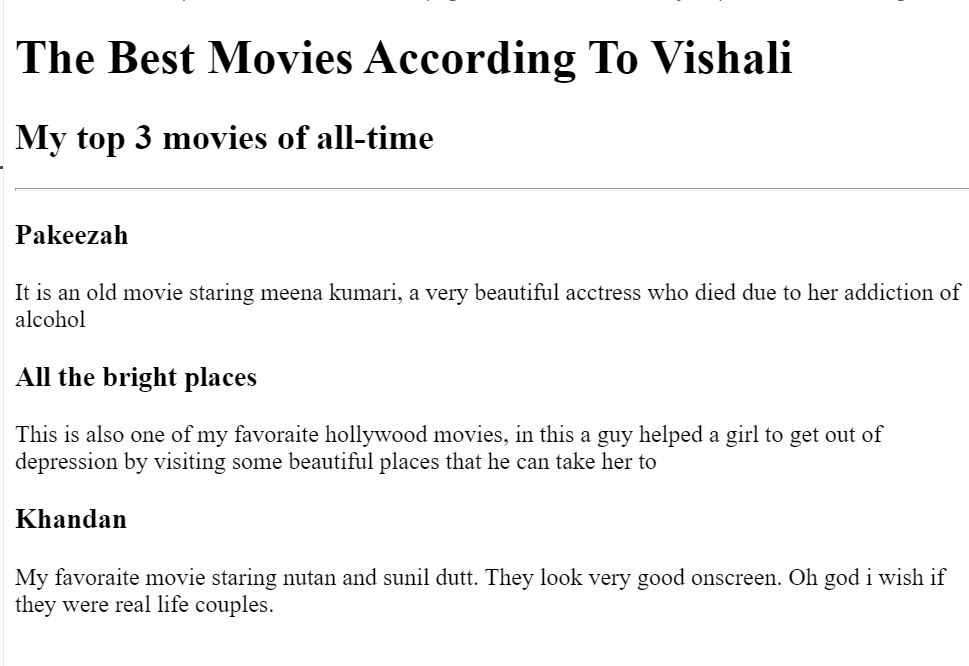 The Best Movies According To Vishali
My top 3 movies of all-time
Pakeezah
It is an old movie staring meena kumari, a very beautiful acctress who died due to her addiction of
alcohol
All the bright places
This is also one of my favoraite hollywood movies, in this a guy helped a girl to get out of
depression by visiting some beautiful places that he can take her to
Khandan
My favoraite movie staring nutan and sunil dutt. They look very good onscreen. Oh god i wish if
they were real life couples.